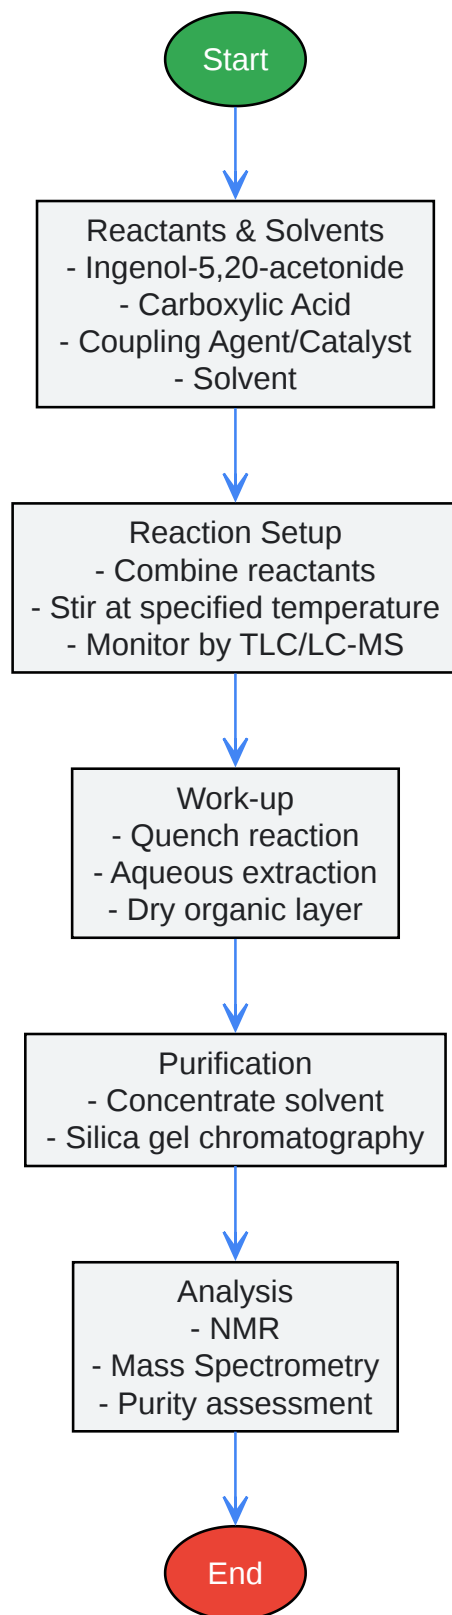 Start
Reactants & Solvents
- Ingenol-5,20-acetonide
- Carboxylic Acid
- Coupling Agent/Catalyst
- Solvent
Reaction Setup
- Combine reactants
- Stir at specified temperature
- Monitor by TLC/LC-MS
Work-up
- Quench reaction
- Aqueous extraction
- Dry organic layer
Purification
- Concentrate solvent
- Silica gel chromatography
Analysis
- NMR
- Mass Spectrometry
- Purity assessment
End